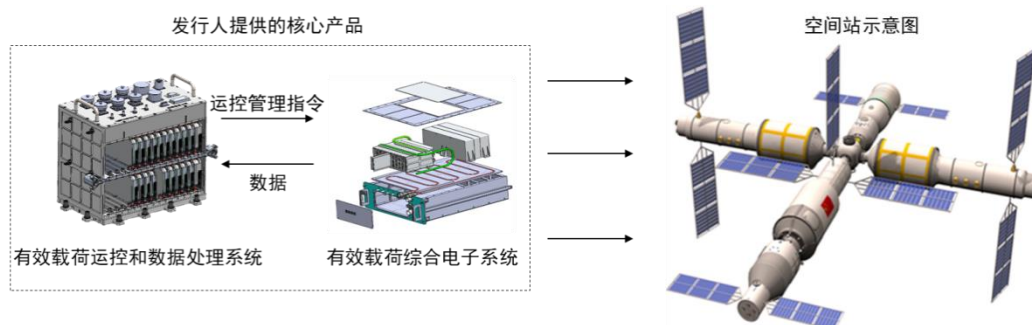 发行人提供的核心产品
空间站示意图
运控管理指令
数据
有效载荷运控和数据处理系统
有效载荷综合电子系统